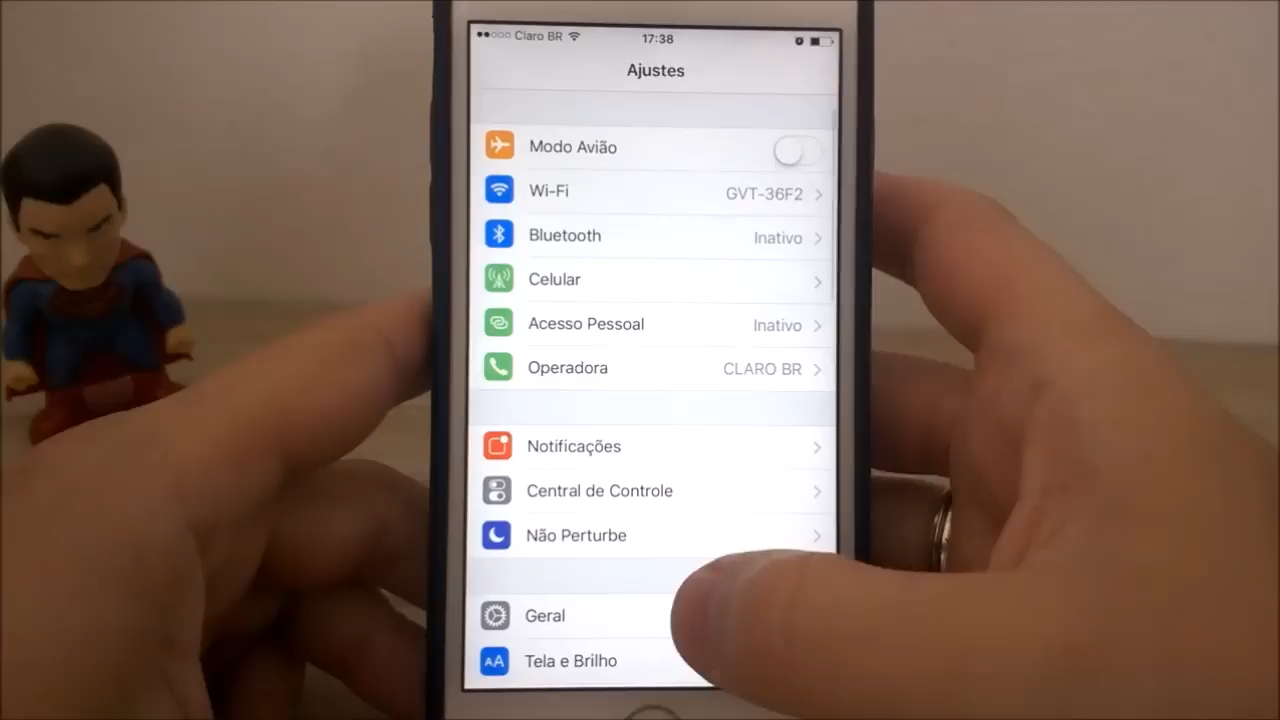 Claro BR 17:38
Ajustes
Modo Avião
Wi-Fi GVT-36F2
Bluetooth Inativo
Celular
Acesso Pessoal Inativo
Operadora CLARO BR
Notificações
Central de Controle
Não Perturbe
Geral
AA Tela e Brilho